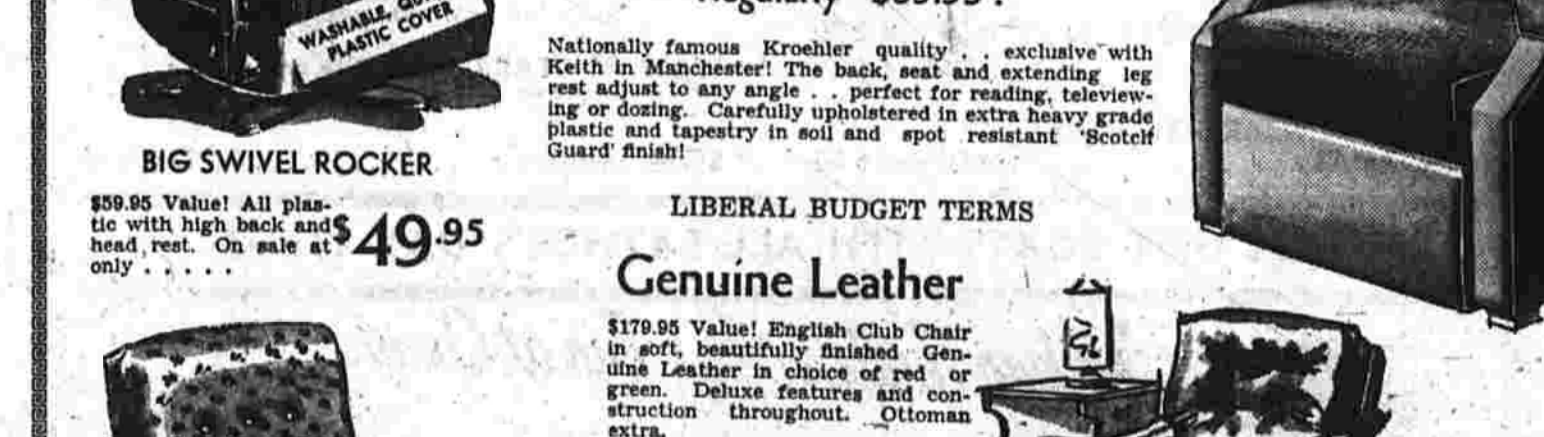 WASHABLE,
PLASTIC COVER
Regularly
Nationally famous Kroehler quality . . exclusive with
Keith in Manchester! The back, seat and extending leg
rest adjust to any angle . . perfect for reading, teleview-
ing or dozing. Carefully upholstered in extra heavy grade
plastic and tapestry in soil and spot resistant 'Scotch
Guard' finish!
BIG SWIVEL ROCKER
$59.95 Value! All plas-
tic with high back and
head rest. On sale at
only . . . . .
$49.95
LIBERAL BUDGET TERMS
Genuine Leather
$179.95 Value! English Club Chair
in soft, beautifully finished Gen-
uine Leather in choice of red or
green. Deluxe features and con-
struction throughout. Ottoman
extra.